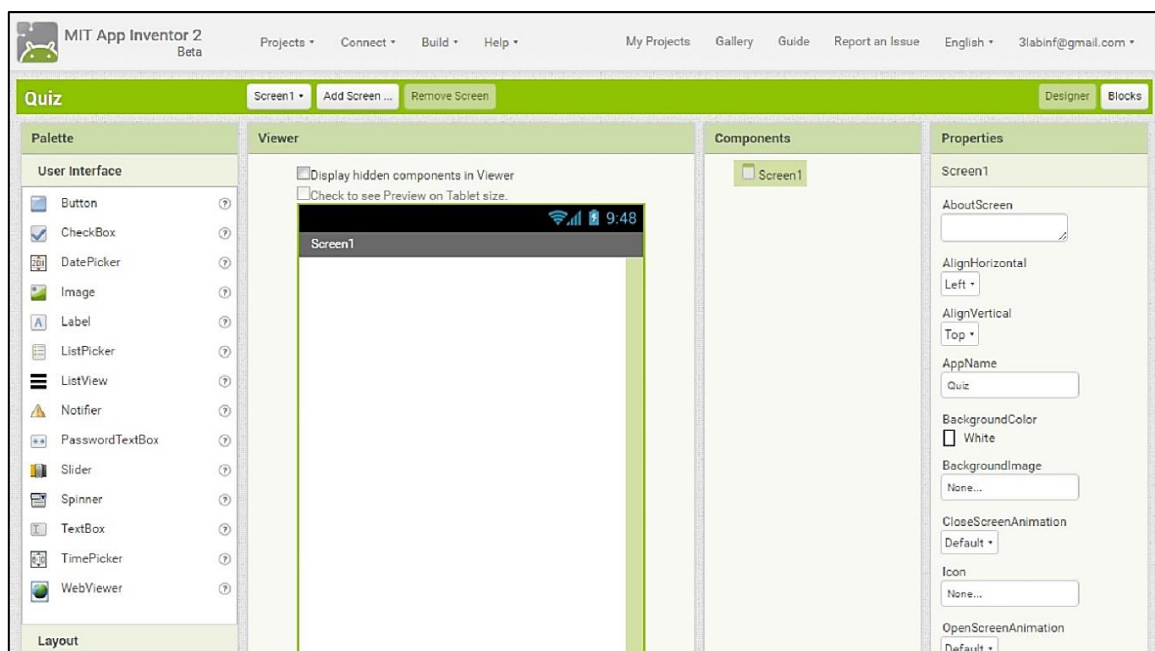 MIT App Inventor 2
Beta
Projects Connect Build Help My Projects Gallery Guide Report an Issue English 3labinf@gmail.com
Quiz Screen1 Add Screen ... Remove Screen Designer Blocks
Palette
User Interface
Button
CheckBox
DatePicker
Image
Label
ListPicker
ListView
Notifier
PasswordTextBox
Slider
Spinner
TextBox
TimePicker
WebViewer
Layout
Viewer
Display hidden components in Viewer
Check to see Preview on Tablet size.
9:48
Screen1
Components
Screen1
Properties
Screen1
AboutScreen
AlignHorizontal
Left
AlignVertical
Top
AppName
Quiz
BackgroundColor
White
BackgroundImage
None...
CloseScreenAnimation
Default
Icon
None...
OpenScreenAnimation
Default